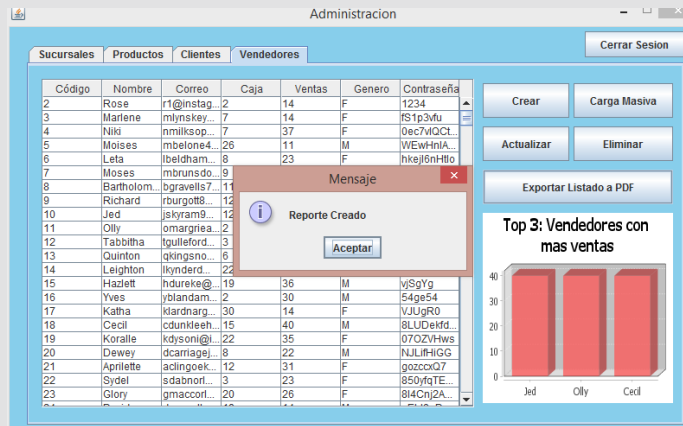 Administracion
Cerrar Sesion
Sucursales Productos Clientes Vendedores
Código Nombre Correo Caja Ventas Genero Contraseña
2 Rose r1@instag... 2 14 F 1234
3 Marlene mlynskey... 7 14 F fS1p3vfu
4 Niki nmilksop... 7 37 F 0ec7vlQCt...
5 Moises mbelone4... 26 11 M WEwHnIA...
6 Leta lbeldham... 8 23 F hkejl6nHtlo
7 Moses mbrunsdo... 9
8 Bartholom... bgravells7... 11
9 Richard rburgott8... 12
10 Jed jskyram9... 12
11 Olly omargriea... 2
12 Tabbitha tgulleford... 3
13 Quinton qkingsno... 6
14 Leighton lkynderd... 22
15 Hazlett hdureke@... 19 36 M vjSgYg
16 Yves yblandam... 2 30 M 54ge54
17 Katha klardnarg... 30 14 F VJUgR0
18 Cecil cdunkleeh... 15 40 M 8LUDekfd...
19 Koralle kdysoni@i... 22 35 F 07OZVHws
20 Dewey dcarriagej... 8 22 M NJLifHiGG
21 Aprilette aclingoek... 12 31 F gozccxQ7
22 Sydel sdabnorl... 3 23 F 850yfqTE...
23 Glory gmaccorl... 20 26 F 8I4Cnj2A...
Mensaje
Reporte Creado
Aceptar
Crear Carga Masiva
Actualizar Eliminar
Exportar Listado a PDF
Top 3: Vendedores con
mas ventas
40
30
20
10
0
Jed Olly Cecil